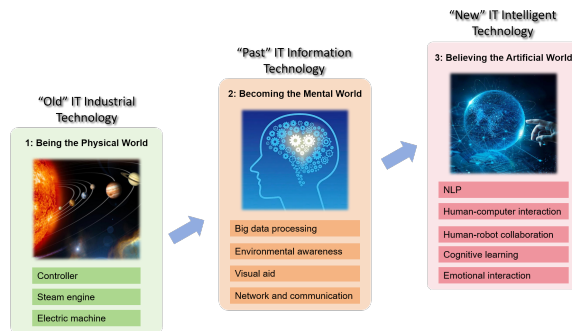 “Old” IT Industrial
Technology
1: Being the Physical World
Controller
Steam engine
Electric machine
“Past” IT Information
Technology
2: Becoming the Mental World
Big data processing
Environmental awareness
Visual aid
Network and communication
“New” IT Intelligent
Technology
3: Believing the Artificial World
NLP
Human-computer interaction
Human-robot collaboration
Cognitive learning
Emotional interaction